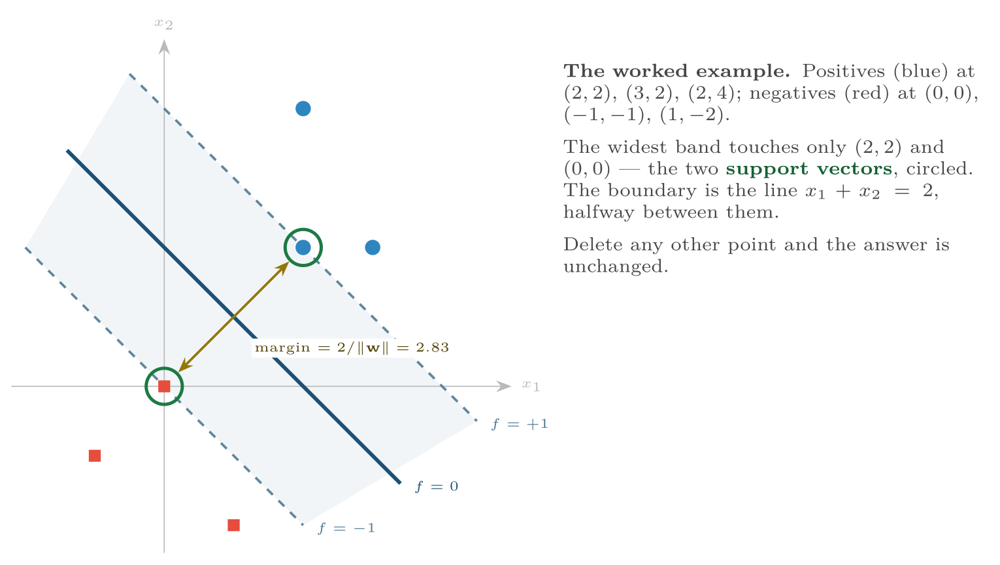 x₂
The worked example. Positives (blue) at
(2, 2), (3, 2), (2, 4); negatives (red) at (0, 0),
(−1, −1), (1, −2).
The widest band touches only (2, 2) and
(0, 0) — the two support vectors, circled.
The boundary is the line x₁ + x₂ = 2,
halfway between them.
Delete any other point and the answer is
unchanged.
margin = 2/‖w‖ = 2.83
x₁
f = +1
f = 0
f = −1